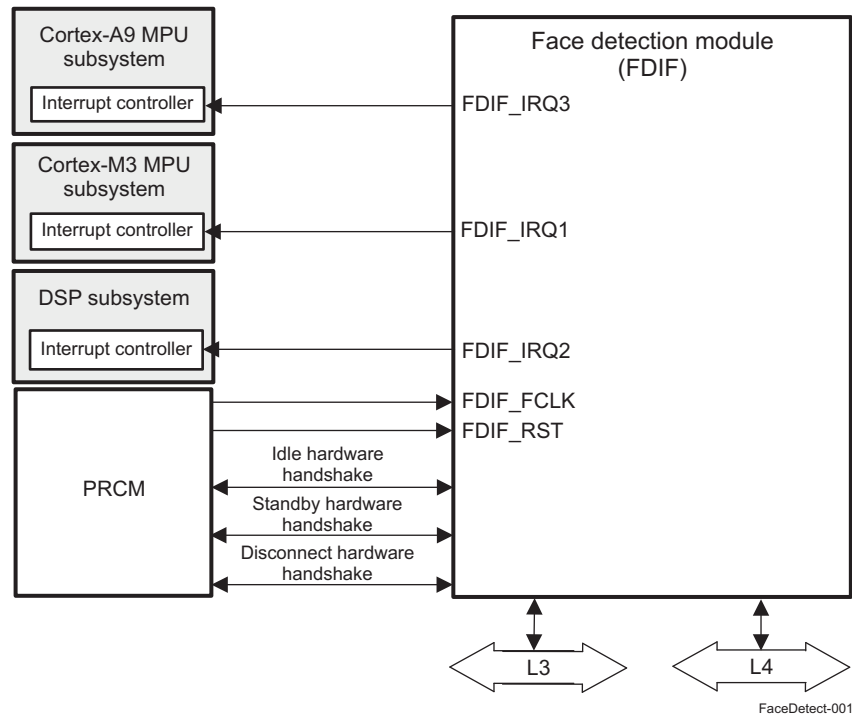 Cortex-A9 MPU
subsystem
Interrupt controller
Face detection module
(FDIF)
FDIF_IRQ3
Cortex-M3 MPU
subsystem
Interrupt controller
FDIF_IRQ1
DSP subsystem
Interrupt controller
FDIF_IRQ2
PRCM
FDIF_FCLK
FDIF_RST
Idle hardware
handshake
Standby hardware
handshake
Disconnect hardware
handshake
L3
L4
FaceDetect-001